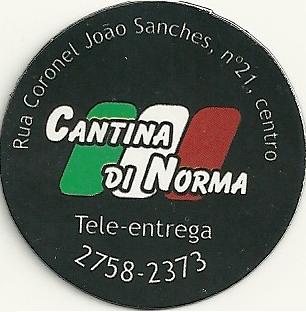 Rua Coronel João Sanches, nº21, centro
CANTINA
DI NORMA
Tele-entrega
2758-2373